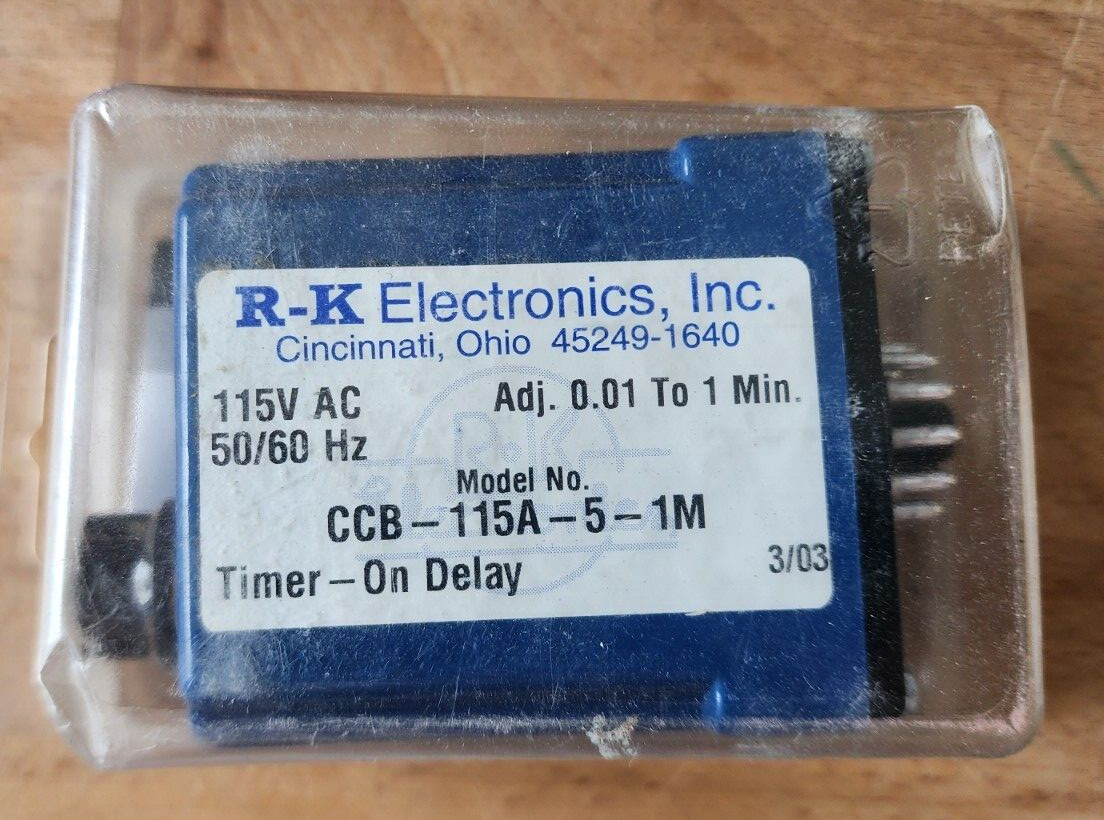 R-K Electronics, Inc.
Cincinnati, Ohio 45249-1640
115V AC Adj. 0.01 To 1 Min.
50/60 Hz
R-K
Model No.
CCB-115A-5-1M
Timer-On Delay 3/03
PETE